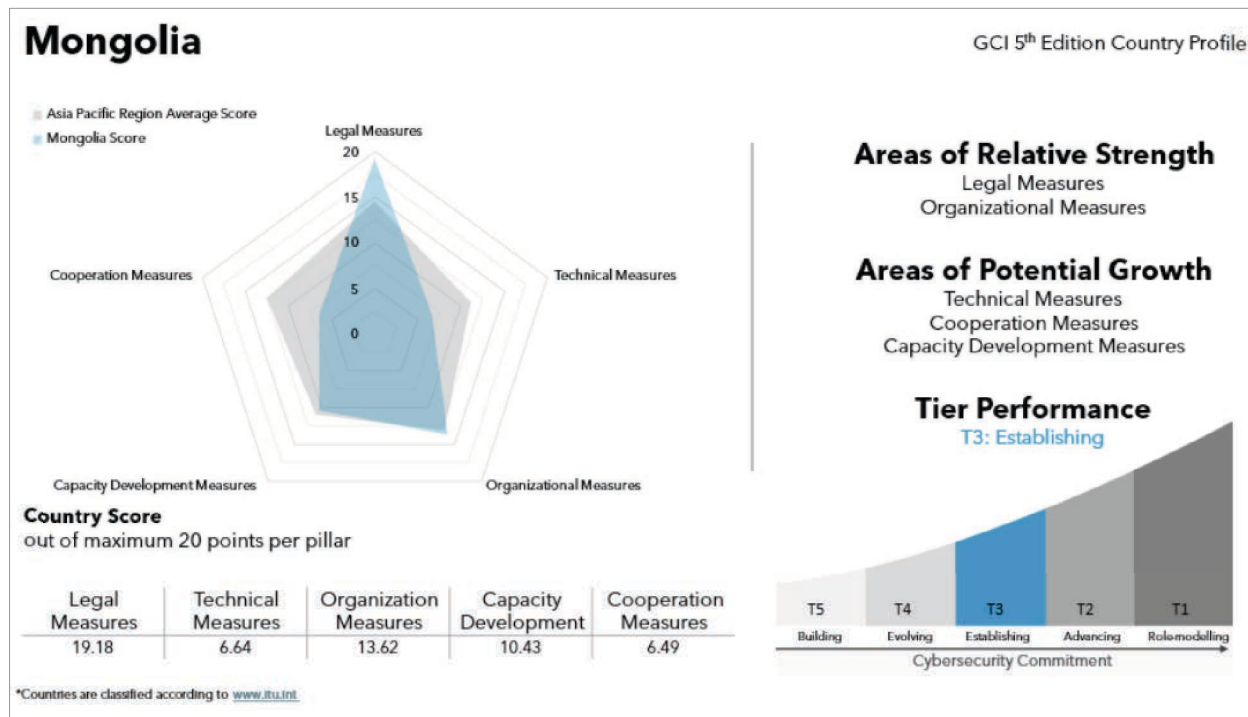 Mongolia
GCI 5th Edition Country Profile
Asia Pacific Region Average Score
Mongolia Score
Legal Measures
20
15
10
5
0
Technical Measures
Organizational Measures
Capacity Development Measures
Cooperation Measures
Areas of Relative Strength
Legal Measures
Organizational Measures
Areas of Potential Growth
Technical Measures
Cooperation Measures
Capacity Development Measures
Tier Performance
T3: Establishing
Country Score
out of maximum 20 points per pillar
Legal Measures
Technical Measures
Organization Measures
Capacity Development
Cooperation Measures
19.18
6.64
13.62
10.43
6.49
T5
T4
T3
T2
T1
Building
Evolving
Establishing
Advancing
Role-modelling
Cybersecurity Commitment
*Countries are classified according to www.itu.int